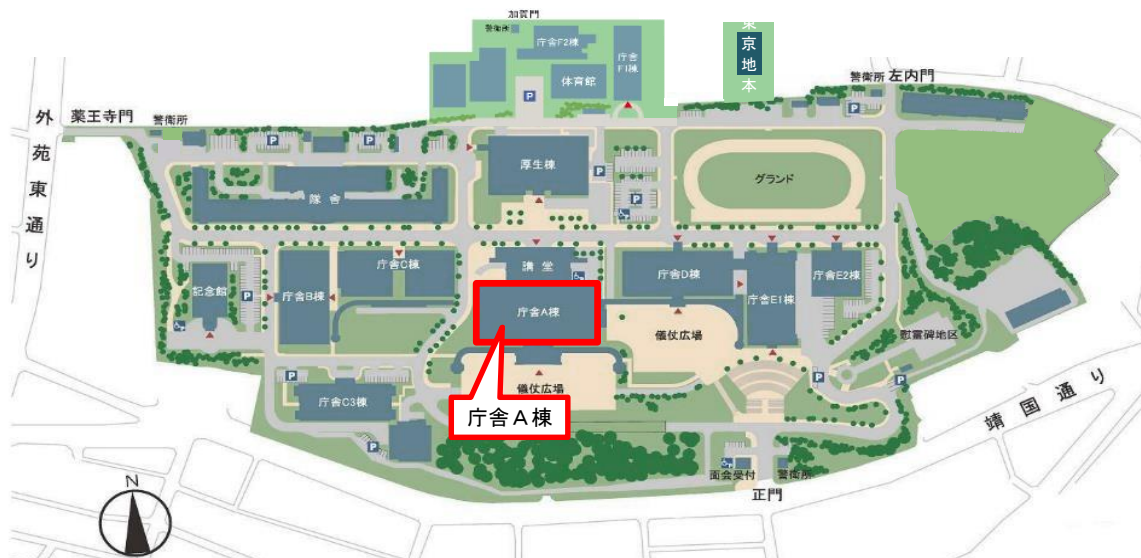 加賀門
警衛所
庁舎F2棟
庁舎
F1棟
体育館
P
東
京
地
本
警衛所
左内門
P
外苑東通り
薬王寺門
警衛所
P
P
P
厚生棟
P
P
グランド
隊舎
講堂
庁舎C棟
庁舎D棟
庁舎E2棟
記念館
P
庁舎B棟
庁舎A棟
庁舎E1棟
儀仗広場
慰霊碑地区
P
庁舎C3棟
儀仗広場
P
P
庁舎A棟
P
靖国通り
面会受付
警衛所
正門
N